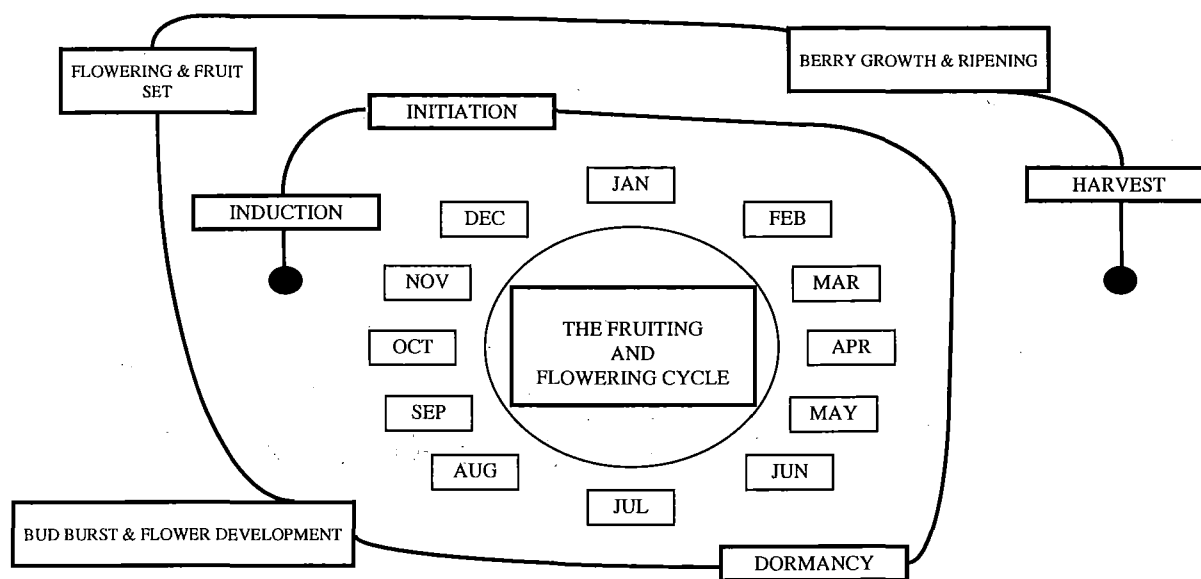 FLOWERING & FRUIT
SET
BERRY GROWTH & RIPENING
INITIATION
INDUCTION
HARVEST
JAN
DEC
FEB
NOV
MAR
THE FRUITING
AND
FLOWERING CYCLE
OCT
APR
SEP
MAY
AUG
JUN
JUL
BUD BURST & FLOWER DEVELOPMENT
DORMANCY